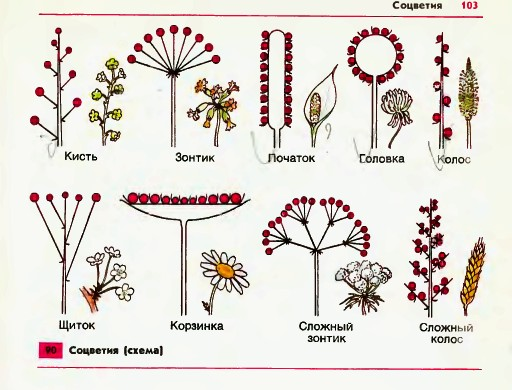 Соцветия 103
Кисть
Зонтик
Початок
Головка
Колос
Щиток
Корзинка
Сложный
зонтик
Сложный
колос
90 Соцветия (схема)